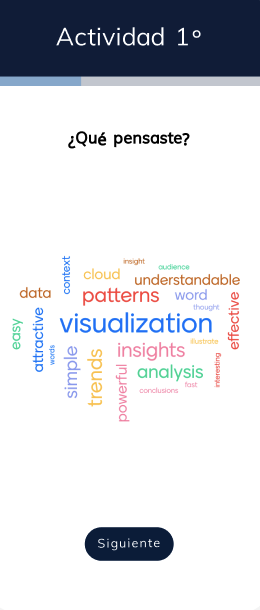 Actividad 1º
¿Qué pensaste?
insight
context
audience
cloud
understandable
data
patterns
word
effective
thought
easy
attractive
visualization
words
simple
trends
insights
illustrate
powerful
analysis
interesting
conclusions
fast
Siguiente